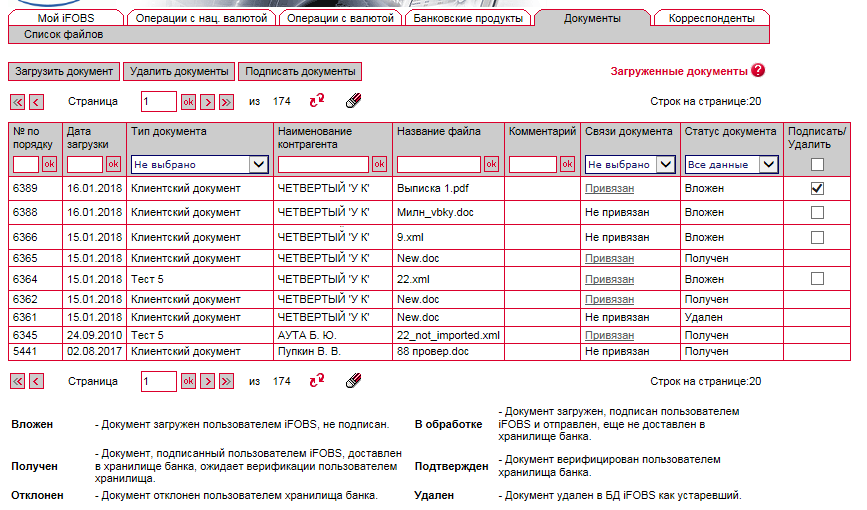 Мой iFOBS Операции с нац. валютой Операции с валютой Банковские продукты Документы Корреспонденты
Список файлов
Загрузить документ Удалить документы Подписать документы Загруженные документы ?
Страница 1 ok из 174 Строк на странице:20
№ по порядку Дата загрузки Тип документа Наименование контрагента Название файла Комментарий Связи документа Статус документа Подписать/Удалить
ok ok Не выбрано ok ok ok Не выбрано Все данные
6389 16.01.2018 Клиентский документ ЧЕТВЕРТЫЙ 'У К' Выписка 1.pdf Привязан Вложен
6388 16.01.2018 Клиентский документ ЧЕТВЕРТЫЙ 'У К' Милн_vbky.doc Не привязан Вложен
6366 15.01.2018 Клиентский документ ЧЕТВЕРТЫЙ 'У К' 9.xml Не привязан Вложен
6365 15.01.2018 Клиентский документ ЧЕТВЕРТЫЙ 'У К' New.doc Привязан Получен
6364 15.01.2018 Тест 5 ЧЕТВЕРТЫЙ 'У К' 22.xml Привязан Вложен
6362 15.01.2018 Клиентский документ ЧЕТВЕРТЫЙ 'У К' New.doc Привязан Получен
6361 15.01.2018 Клиентский документ ЧЕТВЕРТЫЙ 'У К' New.doc Не привязан Удален
6345 24.09.2010 Тест 5 АУТА Б. Ю. 22_not_imported.xml Привязан Получен
5441 02.08.2017 Клиентский документ Пупкин В. В. 88 провер.doc Не привязан Получен
Страница 1 ok из 174 Строк на странице:20
Вложен - Документ загружен пользователем iFOBS, не подписан.
В обработке - Документ загружен, подписан пользователем
iFOBS и отправлен, еще не доставлен в
хранилище банка.
Получен - Документ, подписанный пользователем iFOBS, доставлен
в хранилище банка, ожидает верификации пользователем
хранилища.
Подтвержден - Документ верифицирован пользователем
хранилища банка.
Отклонен - Документ отклонен пользователем хранилища банка.
Удален - Документ удален в БД iFOBS как устаревший.